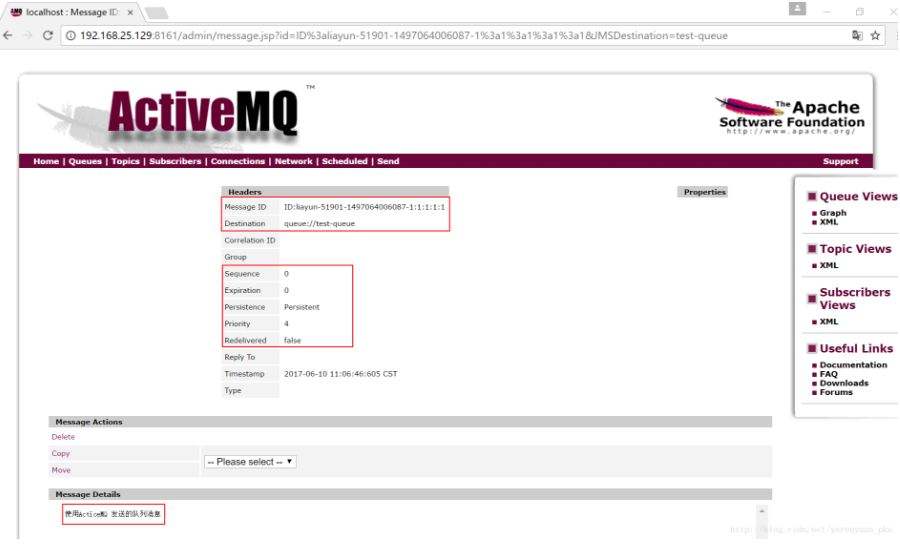 localhost : Message ID: ×
192.168.25.129:8161/admin/message.jsp?id=ID%3aliayun-51901-1497064006087-1%3a1%3a1%3a1%3a1&JMSDestination=test-queue
ActiveMQ ™
The Apache
Software Foundation
http://www.apache.org/
Home | Queues | Topics | Subscribers | Connections | Network | Scheduled | Send
Support
Headers
Message ID ID:liayun-51901-1497064006087-1:1:1:1:1
Destination queue://test-queue
Correlation ID
Group
Sequence 0
Expiration 0
Persistence Persistent
Priority 4
Redelivered false
Reply To
Timestamp 2017-06-10 11:06:46:605 CST
Type
Properties
Queue Views
Graph
XML
Topic Views
XML
Subscribers
Views
XML
Useful Links
Documentation
FAQ
Downloads
Forums
Message Actions
Delete
Copy
-- Please select --
Move
Message Details
使用ActiceMQ 发送的队列消息
http://blog.csdn.net/yerenyuan_pku